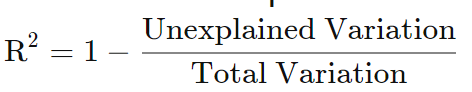 R² = 1 − Unexplained Variation / Total Variation